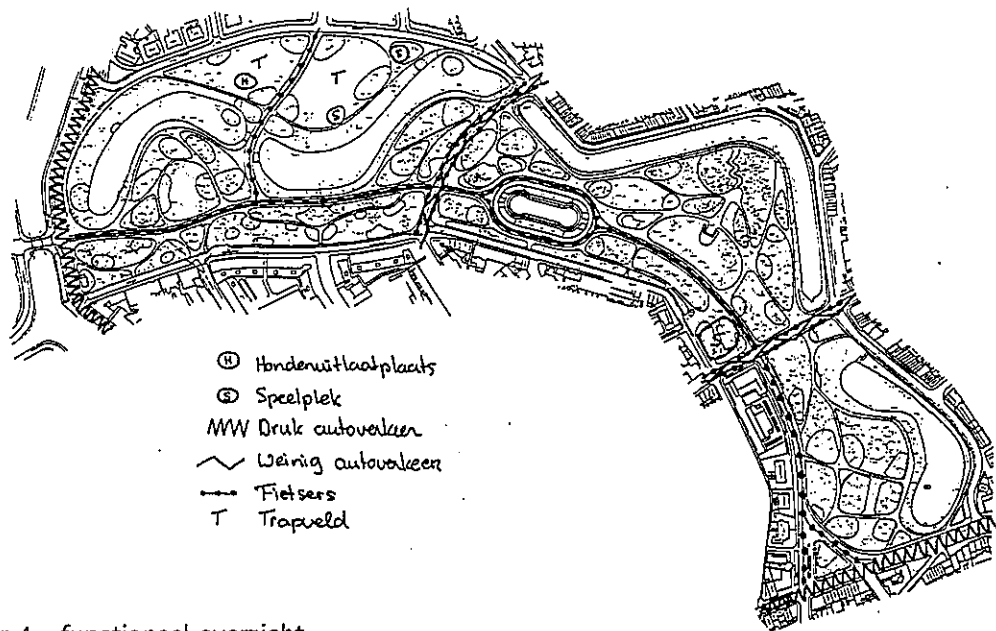 H
T
T
S
S
H Hondenuitlaatplaats
S Speelplek
Druk autoverkeer
Weinig autoverkeer
Fietsers
T Trapveld
functioneel overzicht